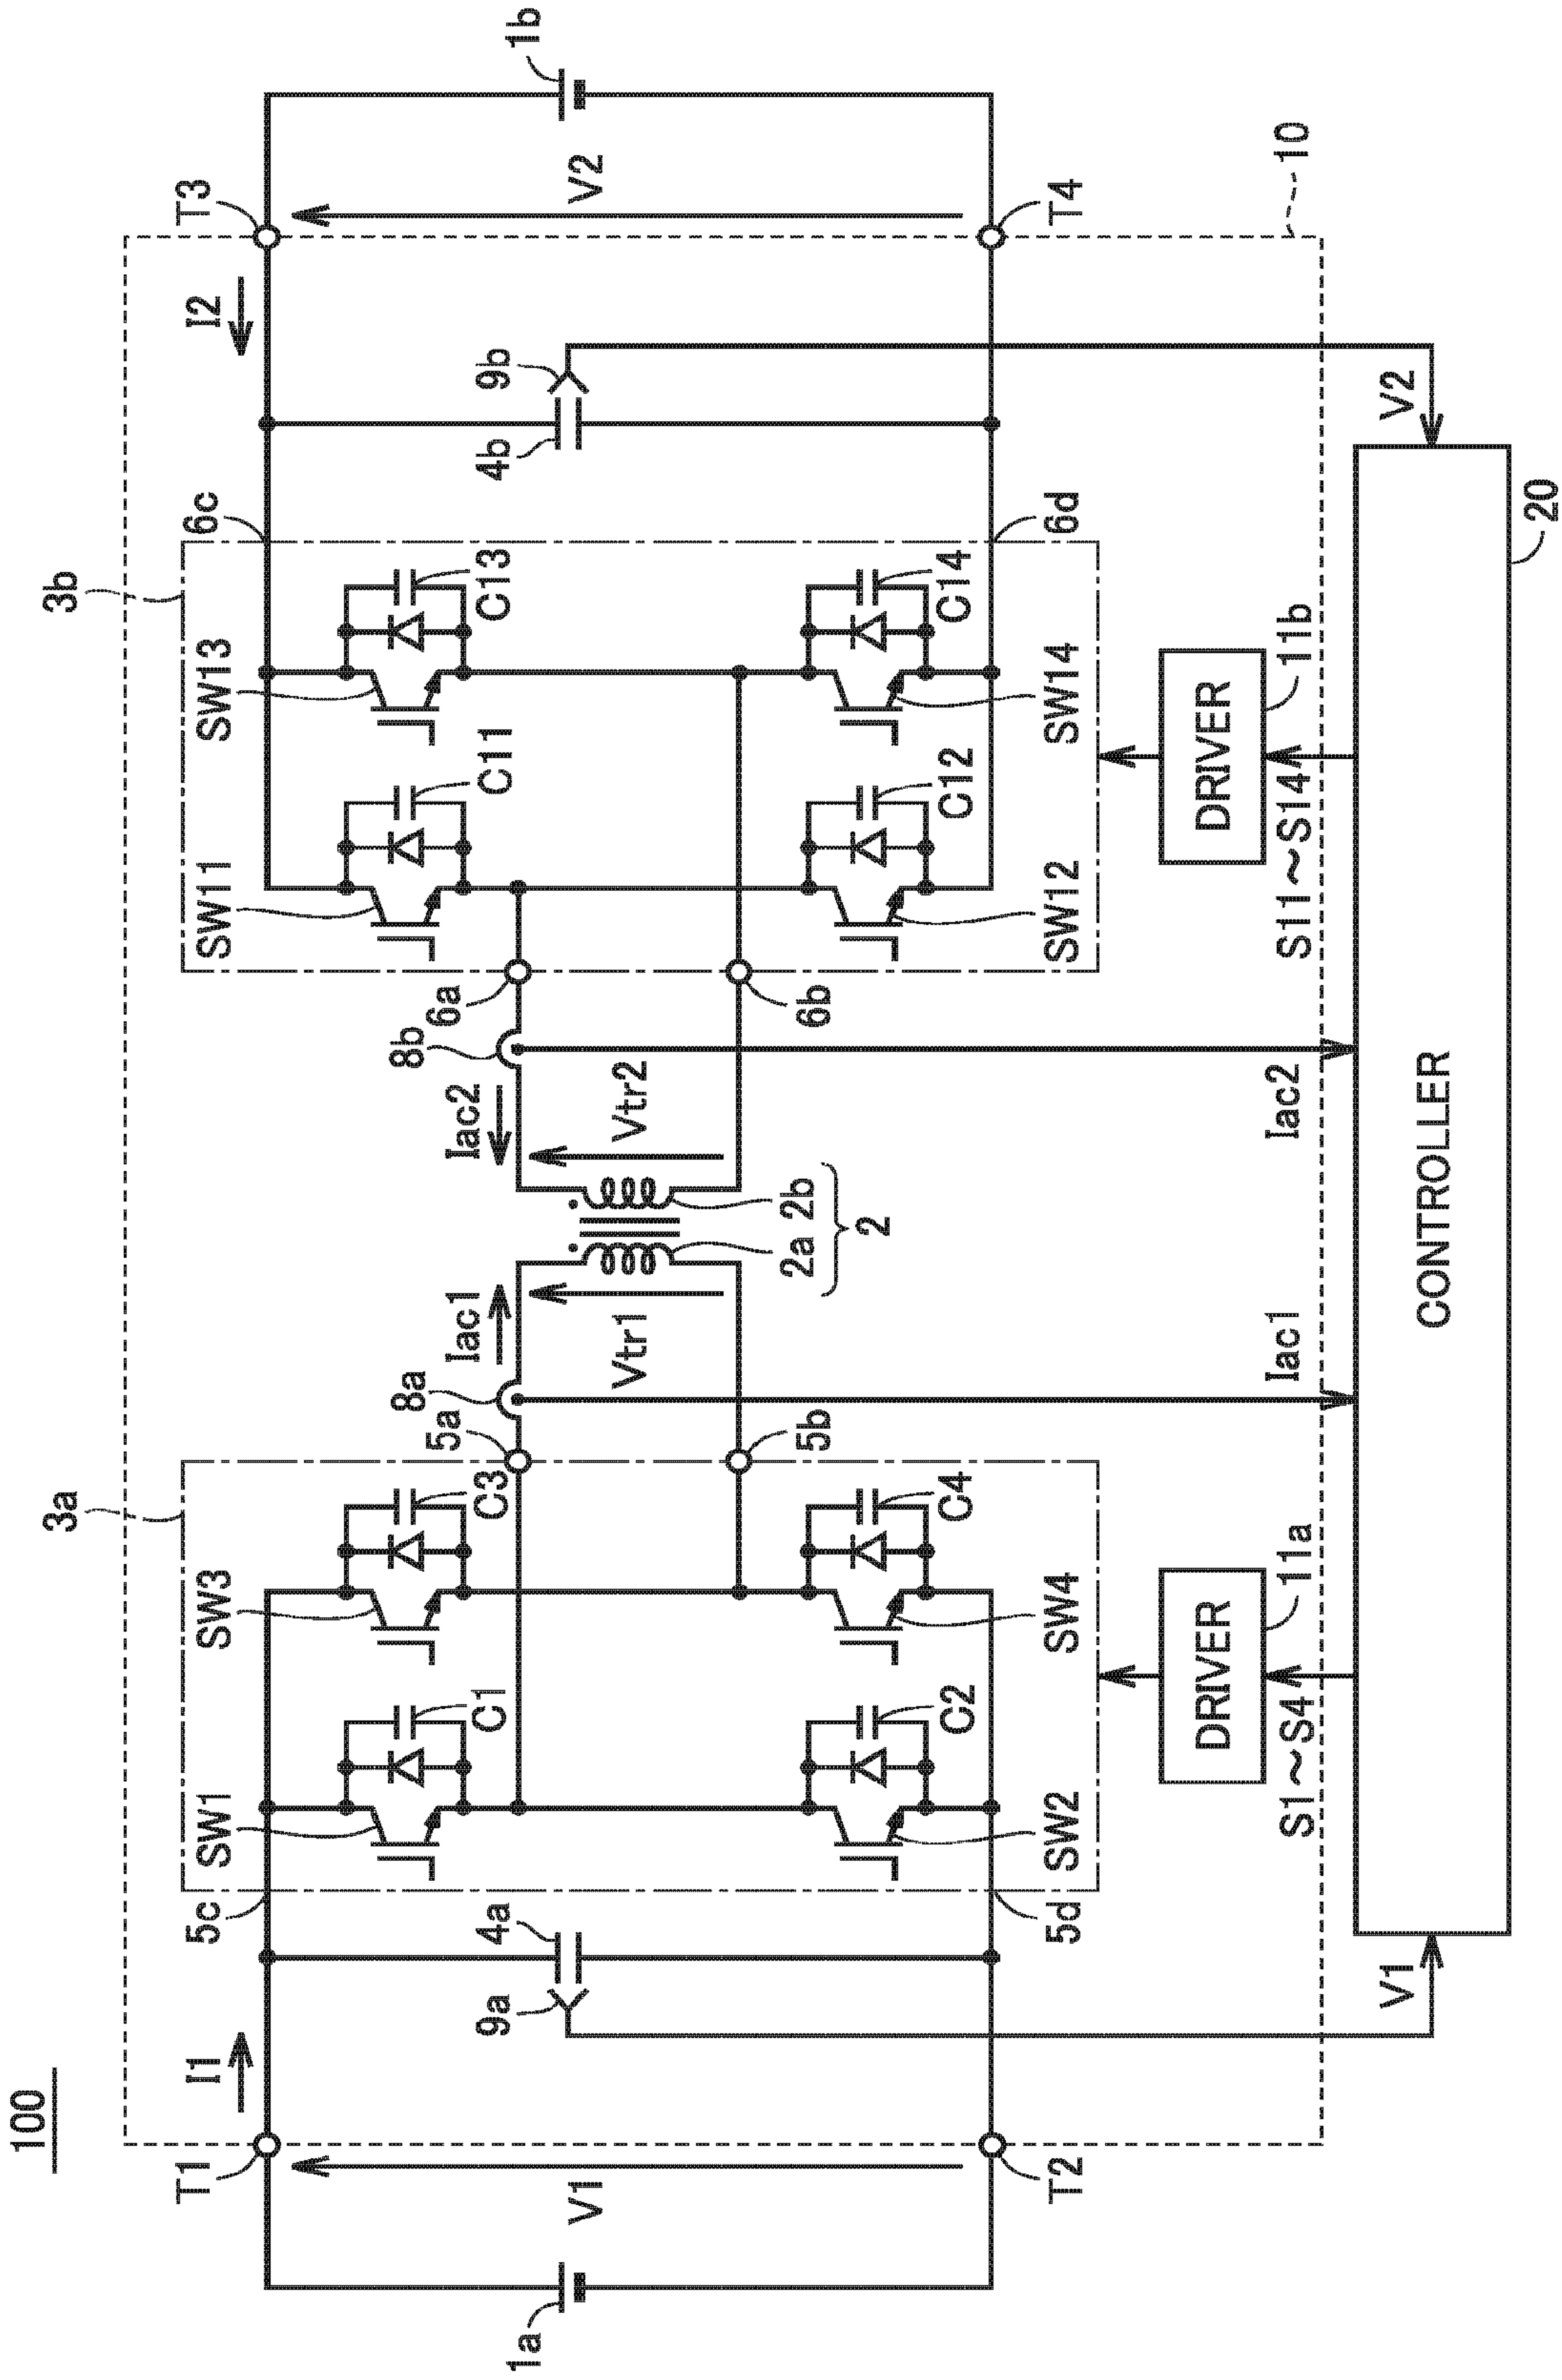 100
3a
3b
T1
I1
5c
SW1
SW3
SW11
SW13
6c
I2
T3
C1
C3
C11
C13
9a
4a
5a
8a
Iac1
Iac2
8b
6a
4b
9b
1a
1b
V1
Vtr1
Vtr2
V2
2a
2b
2
5b
6b
C2
C4
C12
C14
T2
5d
SW2
SW4
SW12
SW14
6d
T4
DRIVER
11a
DRIVER
11b
S1~S4
Iac1
Iac2
S11~S14
10
V1
V2
CONTROLLER
20